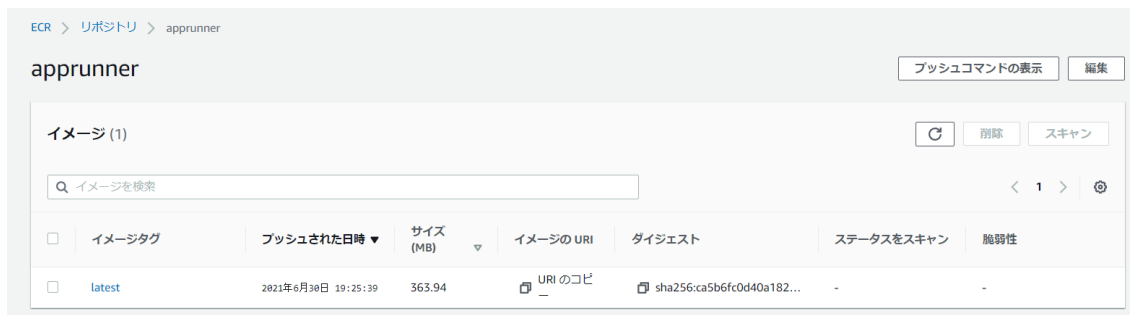 ECR > リポジトリ > apprunner
apprunner
プッシュコマンドの表示
編集
イメージ (1)
削除
スキャン
イメージを検索
< 1 >
イメージタグ
プッシュされた日時 ▼
サイズ
(MB)
イメージの URI
ダイジェスト
ステータスをスキャン
脆弱性
latest
2021年6月30日 19:25:39
363.94
URI のコピ
ー
sha256:ca5b6fc0d40a182...
-
-